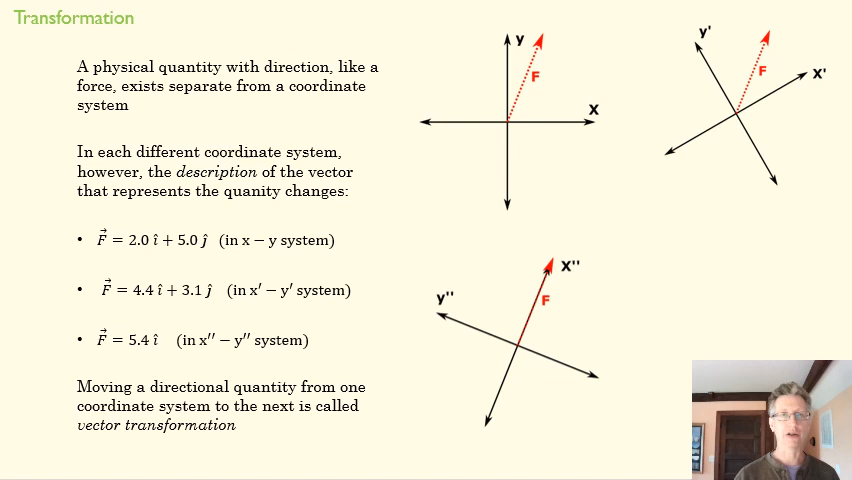 Transformation
A physical quantity with direction, like a
force, exists separate from a coordinate
system
In each different coordinate system,
however, the description of the vector
that represents the quanity changes:
• F⃗ = 2.0 î + 5.0 ĵ (in x − y system)
• F⃗ = 4.4 î + 3.1 ĵ (in x′ − y′ system)
• F⃗ = 5.4 î (in x′′ − y′′ system)
Moving a directional quantity from one
coordinate system to the next is called
vector transformation
y
F
x
y'
F
x'
x''
y''
F